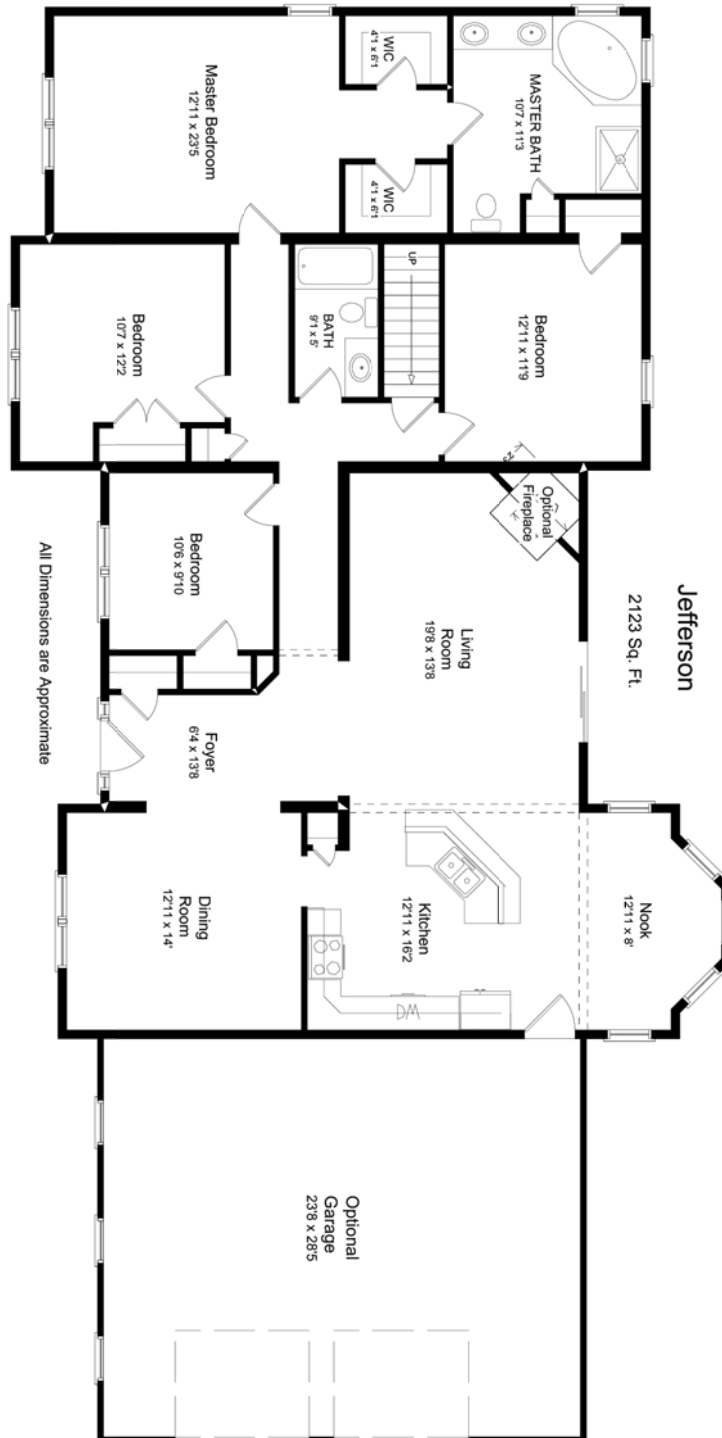 Jefferson
2123 Sq. Ft.
MASTER BATH
10'7 x 11'3
WIC
4'1 x 6'1
Master Bedroom
12'11 x 23'5
WIC
4'1 x 6'1
Bedroom
12'11 x 11'9
UP
BATH
9'1 x 5'
Bedroom
10'7 x 12'2
Optional
Fireplace
Bedroom
10'6 x 9'10
Living
Room
19'8 x 13'8
Foyer
6'4 x 13'8
Nook
12'11 x 8'
Kitchen
12'11 x 16'2
DW
Dining
Room
12'11 x 14'
Optional
Garage
23'8 x 28'5
All Dimensions are Approximate